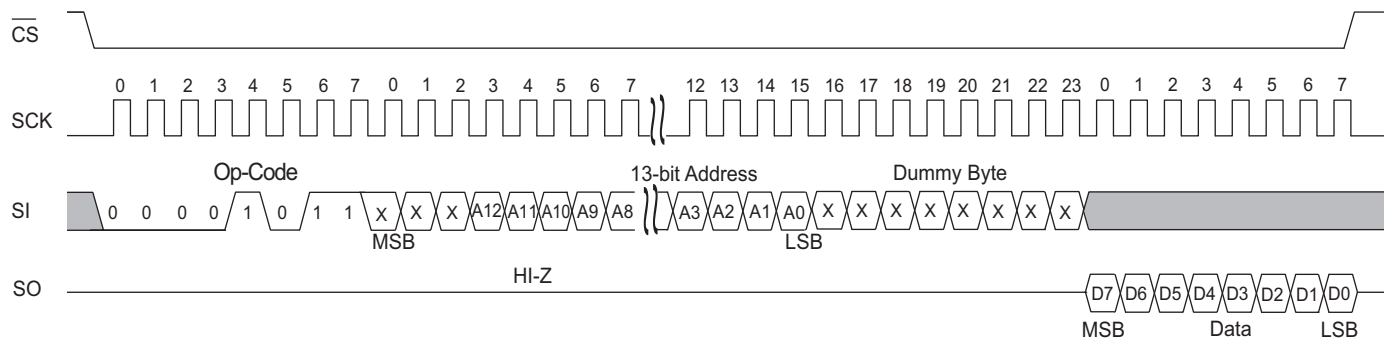 CS
0 1 2 3 4 5 6 7 0 1 2 3 4 5 6 7 12 13 14 15 16 17 18 19 20 21 22 23 0 1 2 3 4 5 6 7
SCK
Op-Code 13-bit Address Dummy Byte
SI 0 0 0 0 1 0 1 1 X X X A12 A11 A10 A9 A8 A3 A2 A1 A0 X X X X X X X X
MSB LSB
HI-Z
SO D7 D6 D5 D4 D3 D2 D1 D0
MSB Data LSB